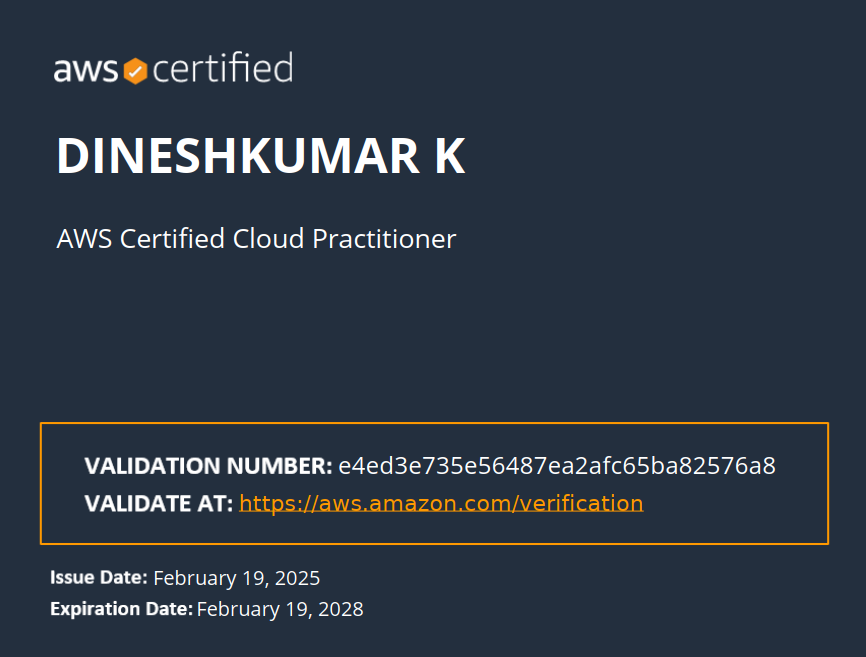 aws certified
DINESHKUMAR K
AWS Certified Cloud Practitioner
VALIDATION NUMBER: e4ed3e735e56487ea2afc65ba82576a8
VALIDATE AT: https://aws.amazon.com/verification
Issue Date: February 19, 2025
Expiration Date: February 19, 2028